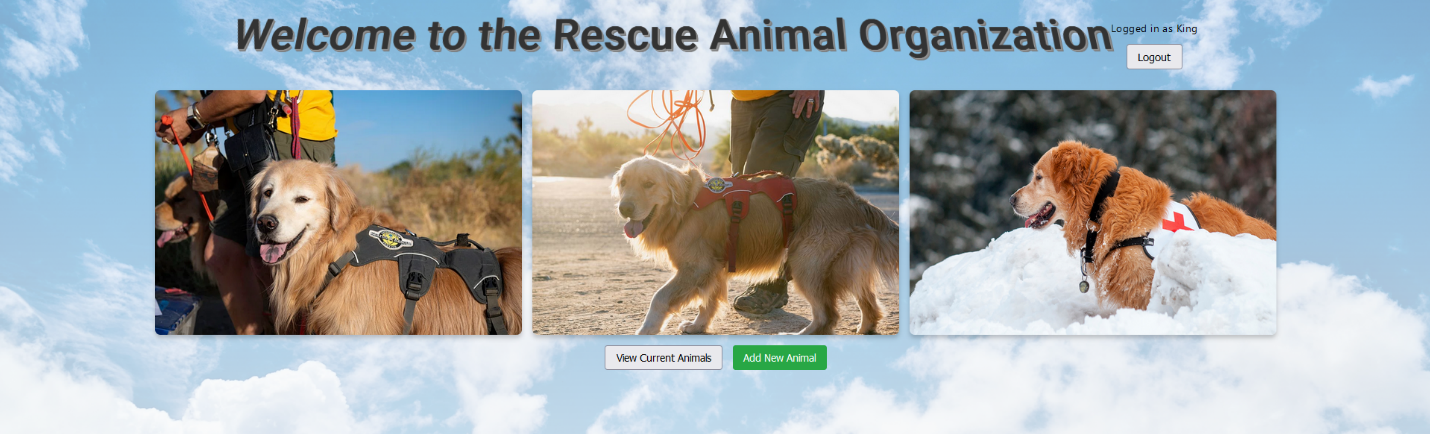 Welcome to the Rescue Animal Organization
Logged in as King
Logout
View Current Animals
Add New Animal